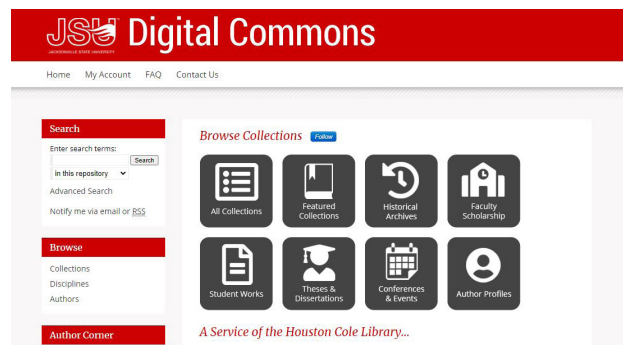 JSU Digital Commons
JACKSONVILLE STATE UNIVERSITY
Home My Account FAQ Contact Us
Search
Enter search terms:
Search
in this repository
Advanced Search
Notify me via email or RSS
Browse
Collections
Disciplines
Authors
Author Corner
Browse Collections Follow
All Collections
Featured
Collections
Historical
Archives
Faculty
Scholarship
Student Works
Theses &
Dissertations
Conferences
& Events
Author Profiles
A Service of the Houston Cole Library...